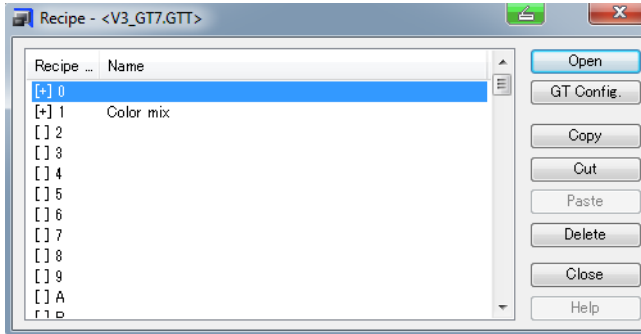 Recipe - <V3_GT7.GTT>
Recipe ... Name
[+] 0
[+] 1 Color mix
[ ] 2
[ ] 3
[ ] 4
[ ] 5
[ ] 6
[ ] 7
[ ] 8
[ ] 9
[ ] A
Open
GT Config.
Copy
Cut
Paste
Delete
Close
Help